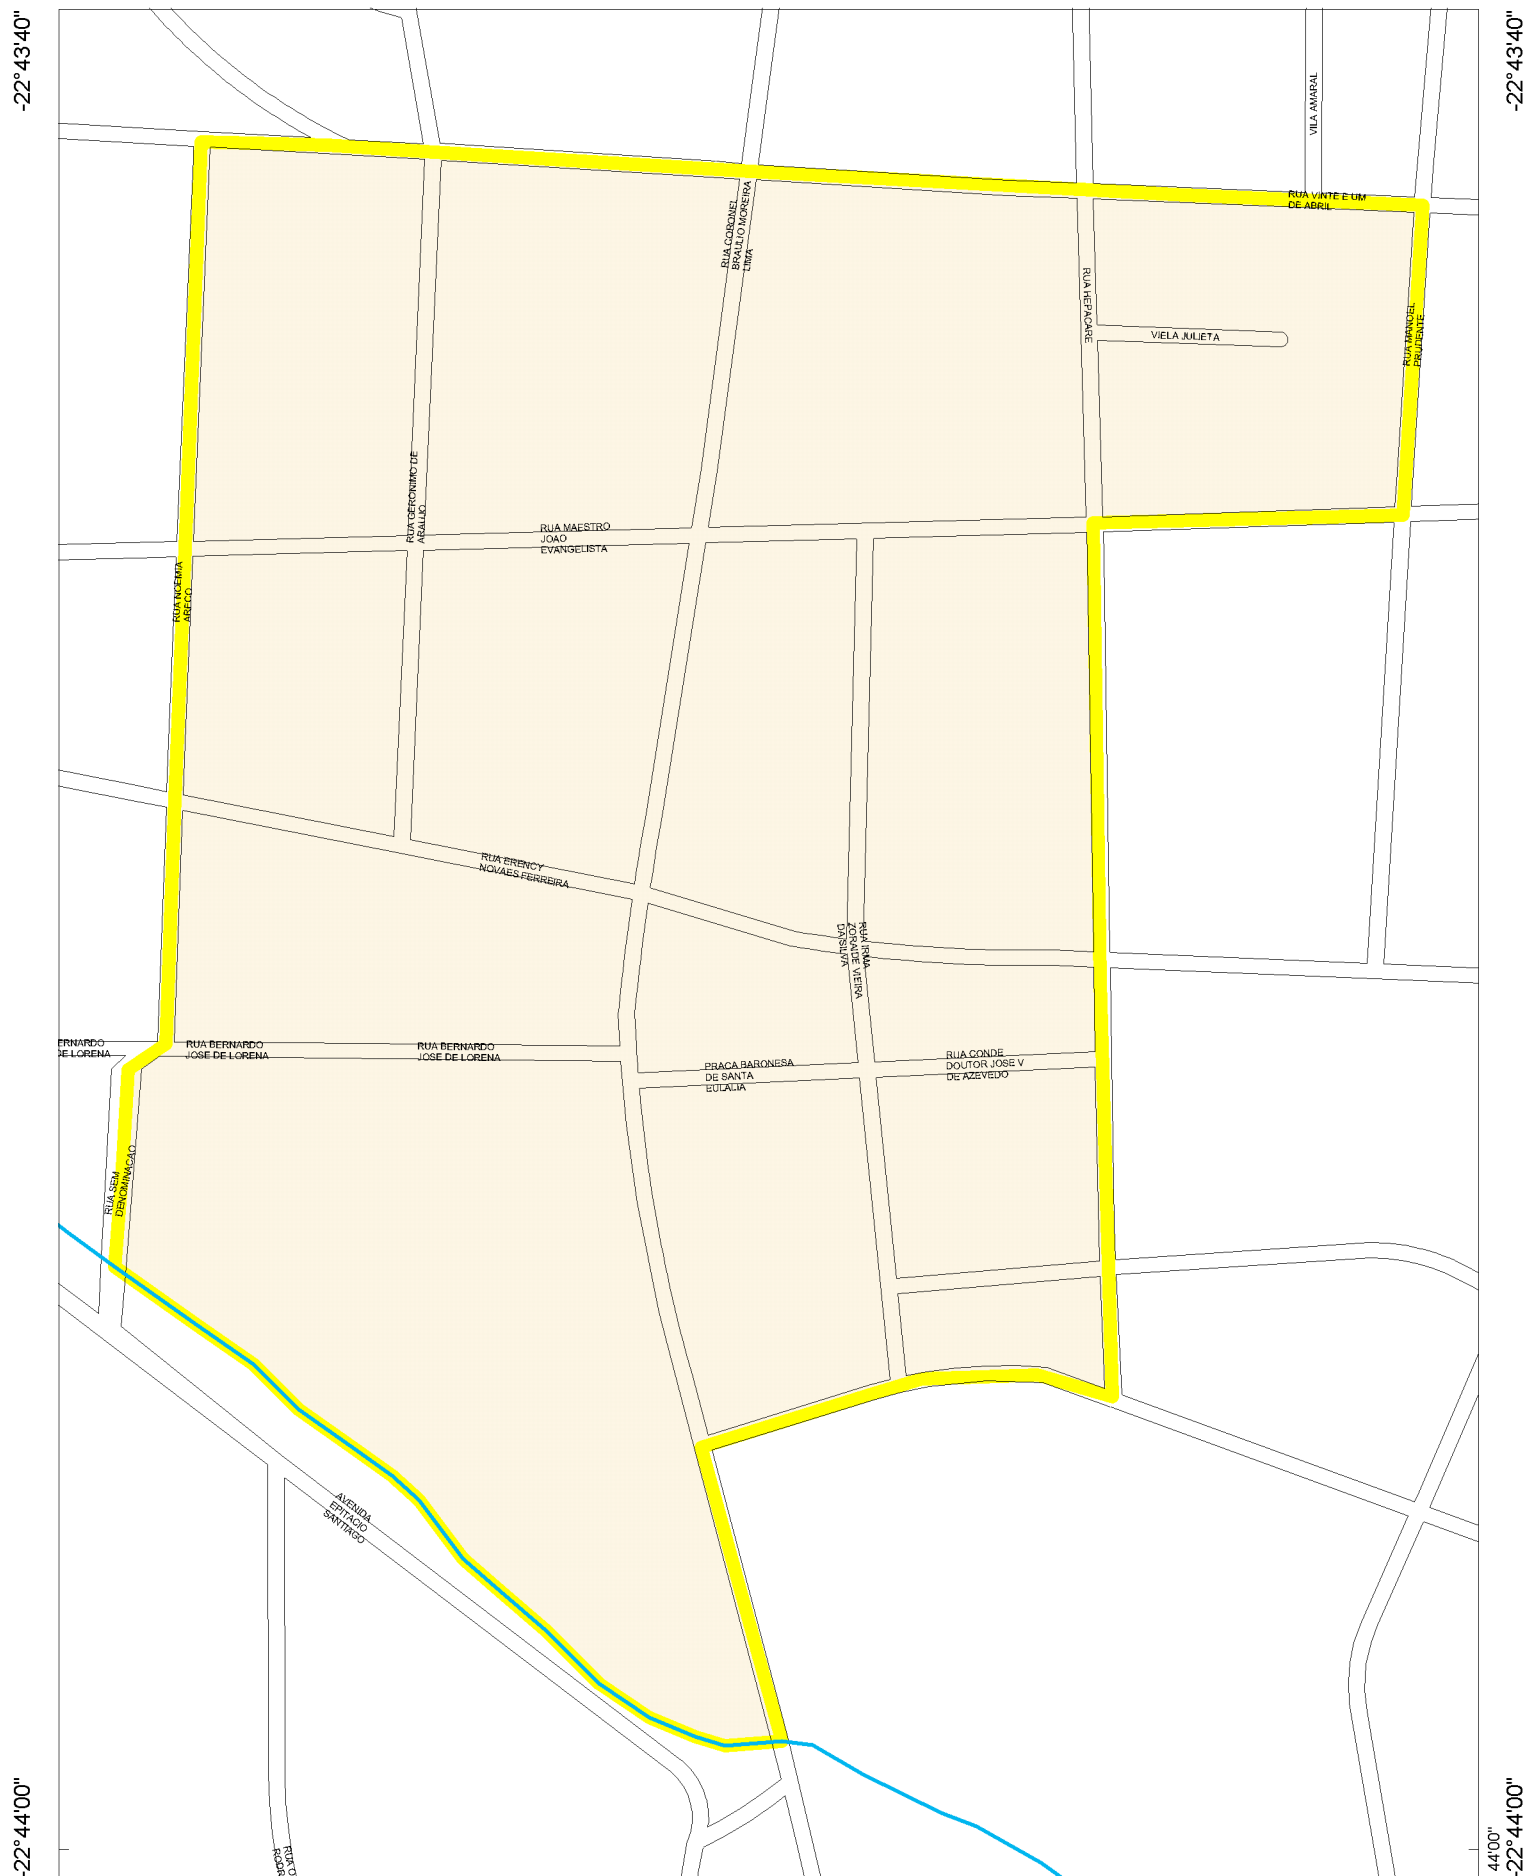 -22°43'40"
-22°43'40"
VILA AMARAL
RUA VINTE E UM
DE ABRIL
RUA CORONEL
BRAULIO MOREIRA
LIMA
RUA HEPACARE
VIELA JULIETA
RUA MANOEL
PRUDENTE
RUA GERONIMO DE
ARAUJO
RUA MAESTRO
JOAO
EVANGELISTA
RUA NOEMIA
ARECO
RUA ERENCY
NOVAES FERREIRA
RUA IRMA
ZORAIDE VIEIRA
DA SILVA
ERNARDO
DE LORENA
RUA BERNARDO
JOSE DE LORENA
RUA BERNARDO
JOSE DE LORENA
PRACA BARONESA
DE SANTA
EULALIA
RUA CONDE
DOUTOR JOSE V
DE AZEVEDO
RUA SEM
DENOMINACAO
AVENIDA
EPITACIO
SANTIAGO
RUA O
RODR
-22°44'00"
44'00"
-22°44'00"